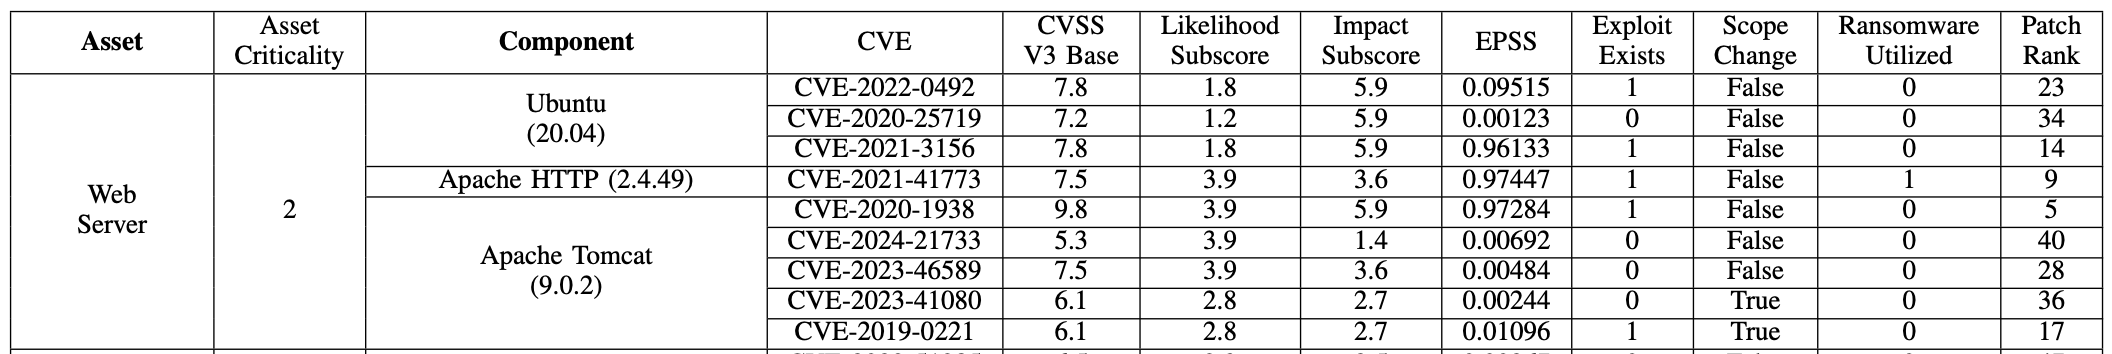 Asset Asset Criticality Component CVE CVSS V3 Base Likelihood Subscore Impact Subscore EPSS Exploit Exists Scope Change Ransomware Utilized Patch Rank
Web Server 2 Ubuntu (20.04) CVE-2022-0492 7.8 1.8 5.9 0.09515 1 False 0 23
CVE-2020-25719 7.2 1.2 5.9 0.00123 0 False 0 34
CVE-2021-3156 7.8 1.8 5.9 0.96133 1 False 0 14
Apache HTTP (2.4.49) CVE-2021-41773 7.5 3.9 3.6 0.97447 1 False 1 9
Apache Tomcat (9.0.2) CVE-2020-1938 9.8 3.9 5.9 0.97284 1 False 0 5
CVE-2024-21733 5.3 3.9 1.4 0.00692 0 False 0 40
CVE-2023-46589 7.5 3.9 3.6 0.00484 0 False 0 28
CVE-2023-41080 6.1 2.8 2.7 0.00244 0 True 0 36
CVE-2019-0221 6.1 2.8 2.7 0.01096 1 True 0 17